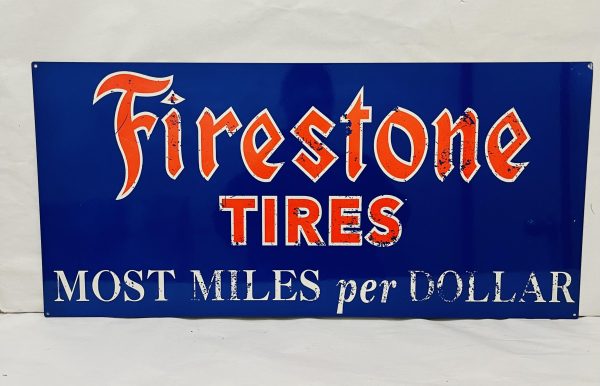 Firestone
TIRES
MOST MILES per DOLLAR